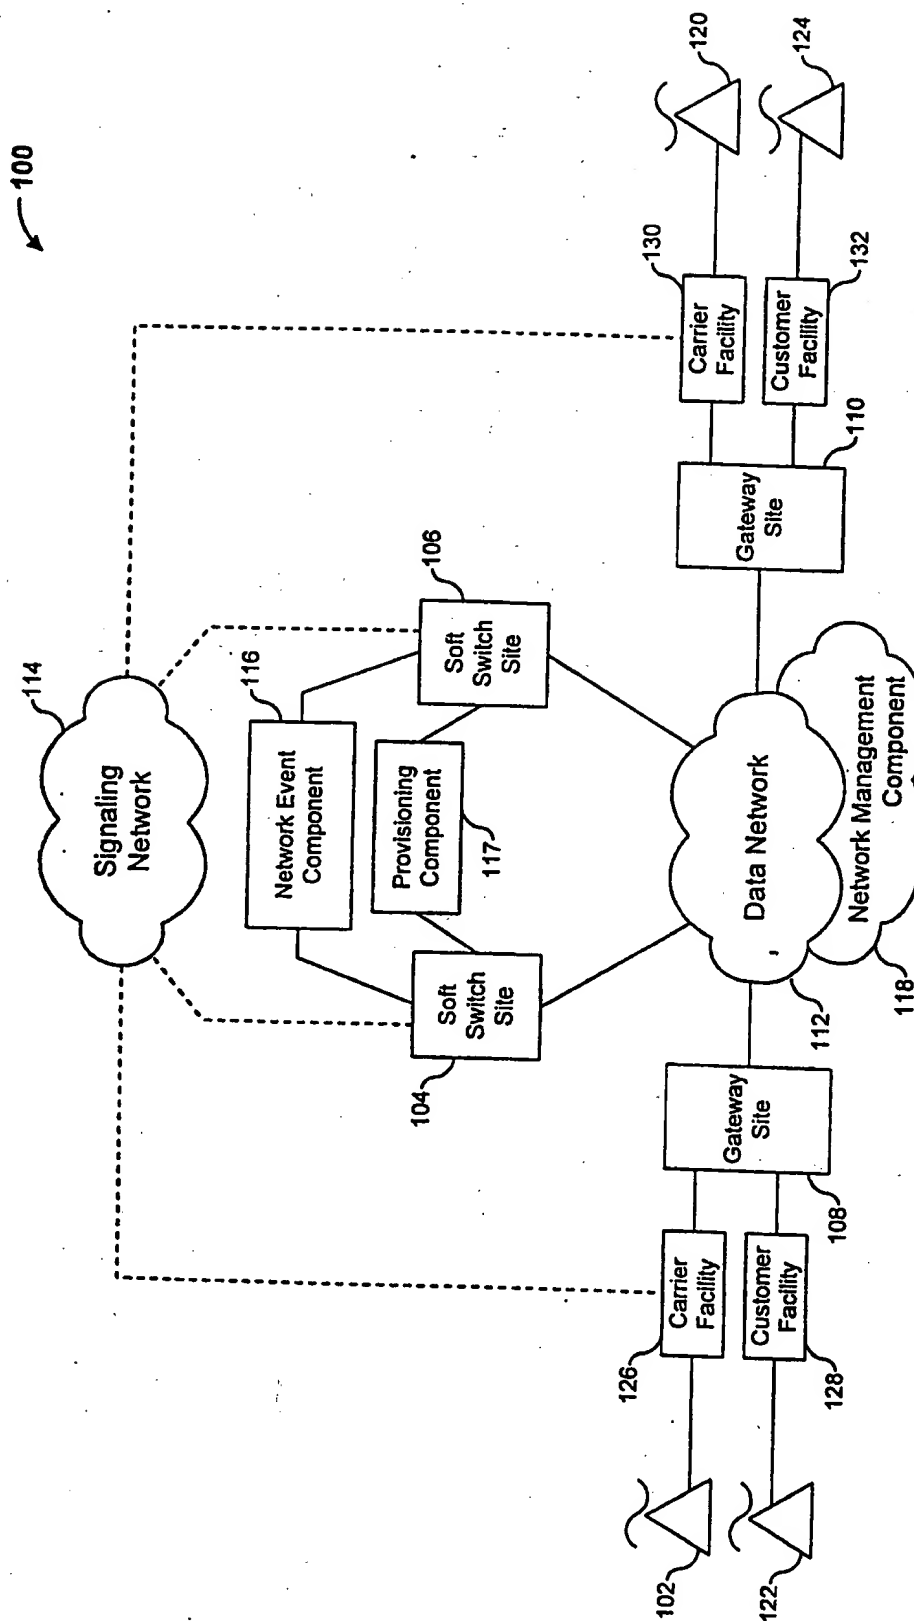 100
114
Signaling
Network
116
Network Event
Component
106
Soft
Switch
Site
Provisioning
Component
117
Soft
Switch
Site
104
120
124
130
Carrier
Facility
Customer
Facility
132
110
Gateway
Site
Data Network
112
Network Management
Component
118
Gateway
Site
108
126
Carrier
Facility
Customer
Facility
128
102
122